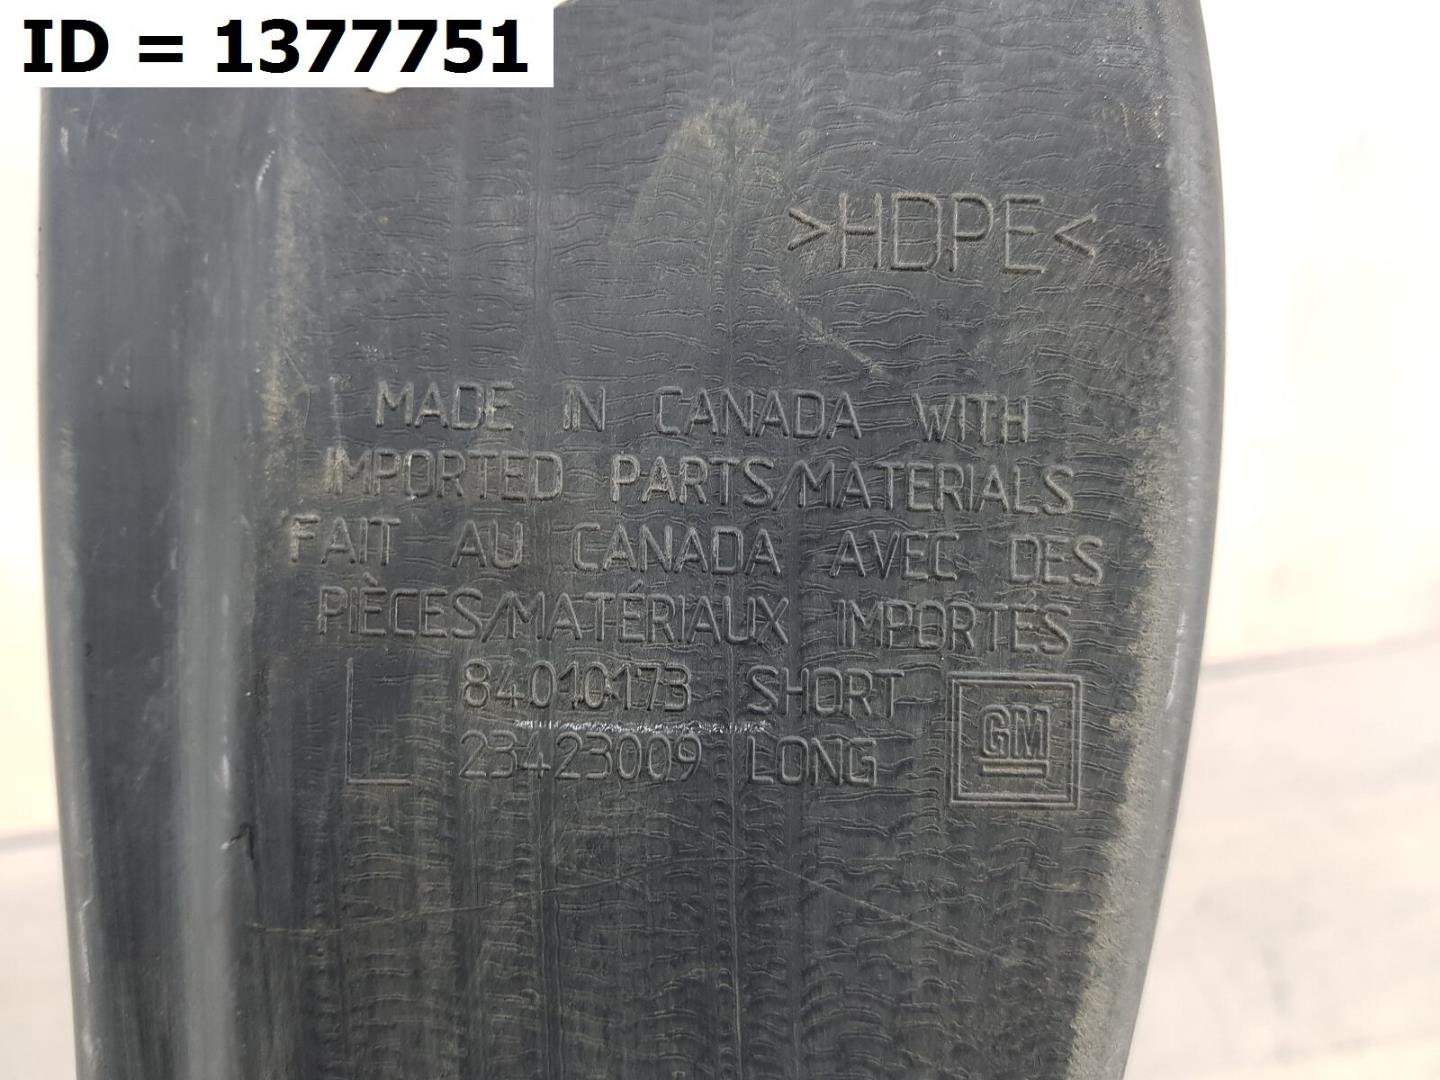 ID = 1377751
>HDPE<
MADE IN CANADA WITH
IMPORTED PARTS/MATERIALS
FAIT AU CANADA AVEC DES
PIÈCES/MATÉRIAUX IMPORTÉS
L 84010173 SHORT
23423009 LONG
GM